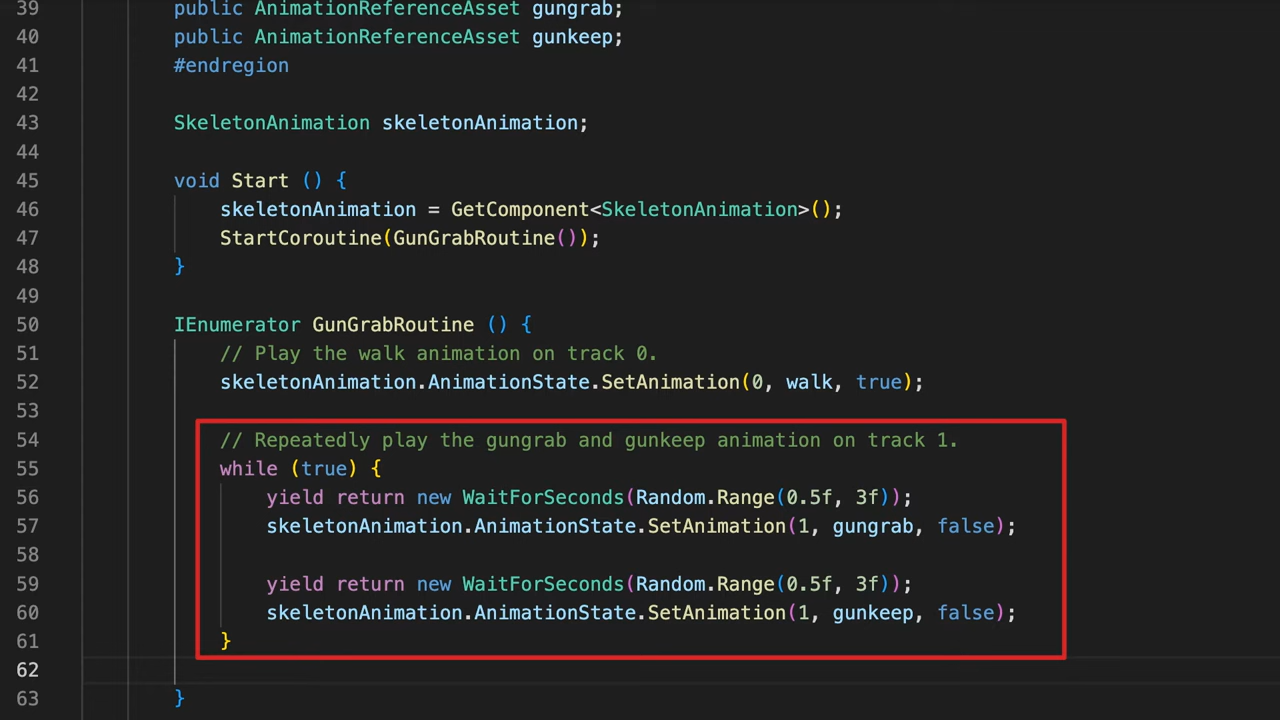 39 public AnimationReferenceAsset gungrab;
40 public AnimationReferenceAsset gunkeep;
41 #endregion
42
43 SkeletonAnimation skeletonAnimation;
44
45 void Start () {
46 skeletonAnimation = GetComponent<SkeletonAnimation>();
47 StartCoroutine(GunGrabRoutine());
48 }
49
50 IEnumerator GunGrabRoutine () {
51 // Play the walk animation on track 0.
52 skeletonAnimation.AnimationState.SetAnimation(0, walk, true);
53
54 // Repeatedly play the gungrab and gunkeep animation on track 1.
55 while (true) {
56 yield return new WaitForSeconds(Random.Range(0.5f, 3f));
57 skeletonAnimation.AnimationState.SetAnimation(1, gungrab, false);
58
59 yield return new WaitForSeconds(Random.Range(0.5f, 3f));
60 skeletonAnimation.AnimationState.SetAnimation(1, gunkeep, false);
61 }
62
63 }